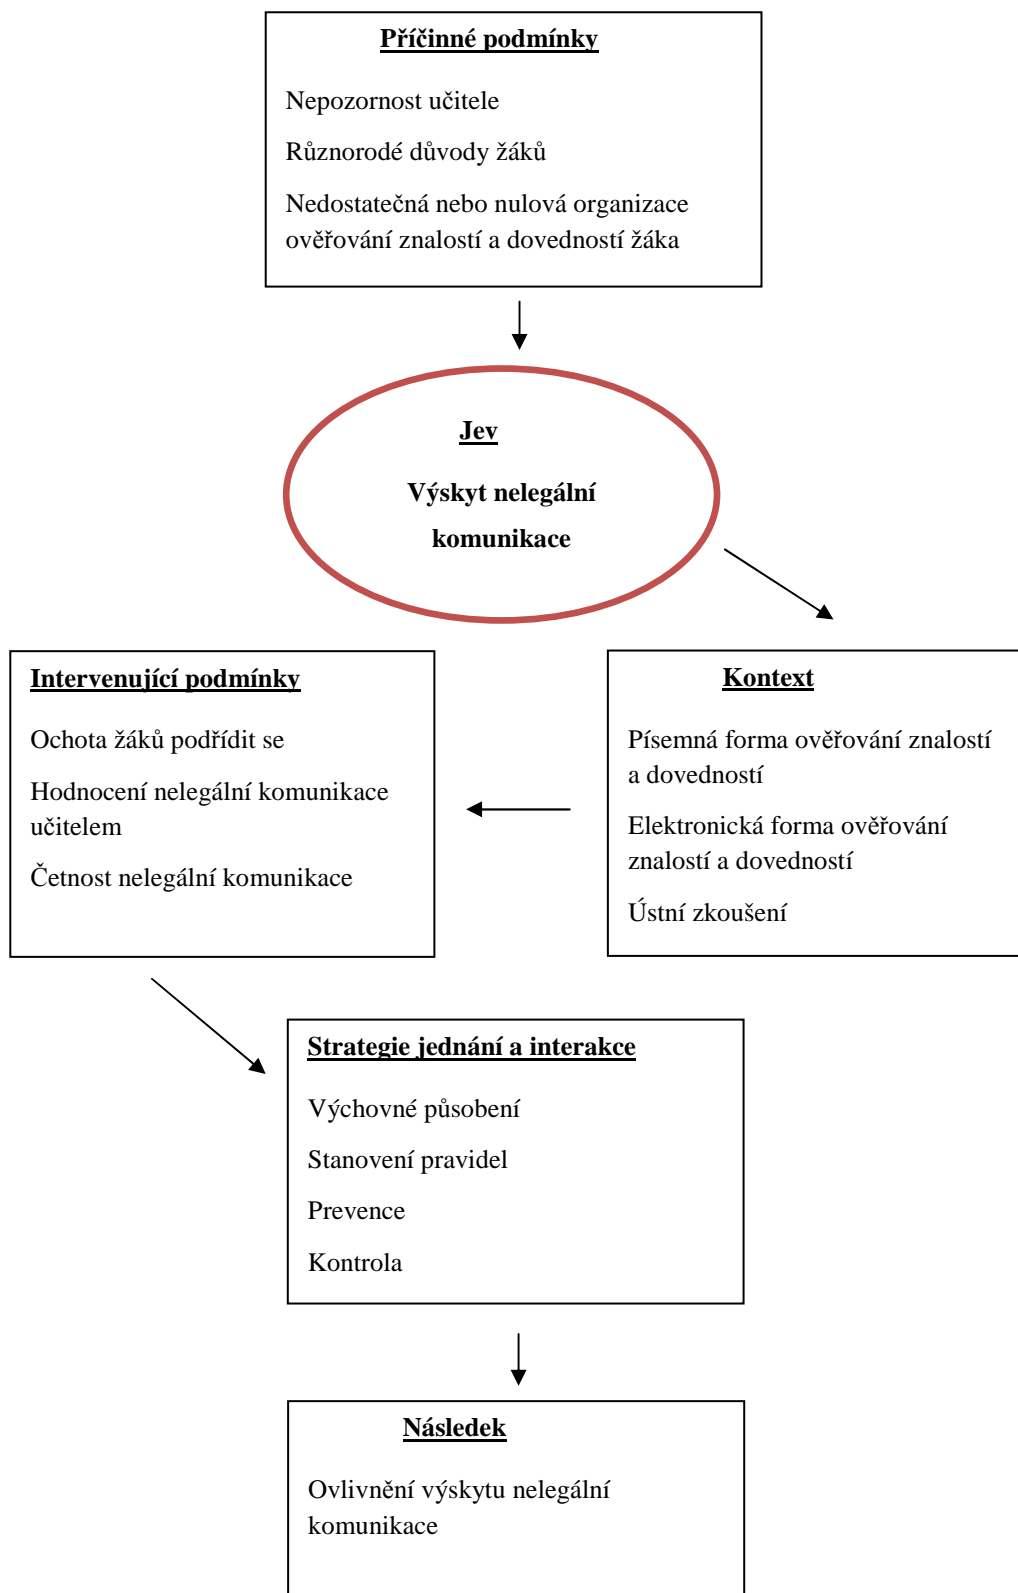 Příčinné podmínky
Nepozornost učitele
Různorodé důvody žáků
Nedostatečná nebo nulová organizace
ověřování znalostí a dovedností žáka
Jev
Výskyt nelegální
komunikace
Intervenující podmínky
Ochota žáků podřídit se
Hodnocení nelegální komunikace
učitelem
Četnost nelegální komunikace
Kontext
Písemná forma ověřování znalostí
a dovedností
Elektronická forma ověřování
znalostí a dovedností
Ústní zkoušení
Strategie jednání a interakce
Výchovné působení
Stanovení pravidel
Prevence
Kontrola
Následek
Ovlivnění výskytu nelegální
komunikace